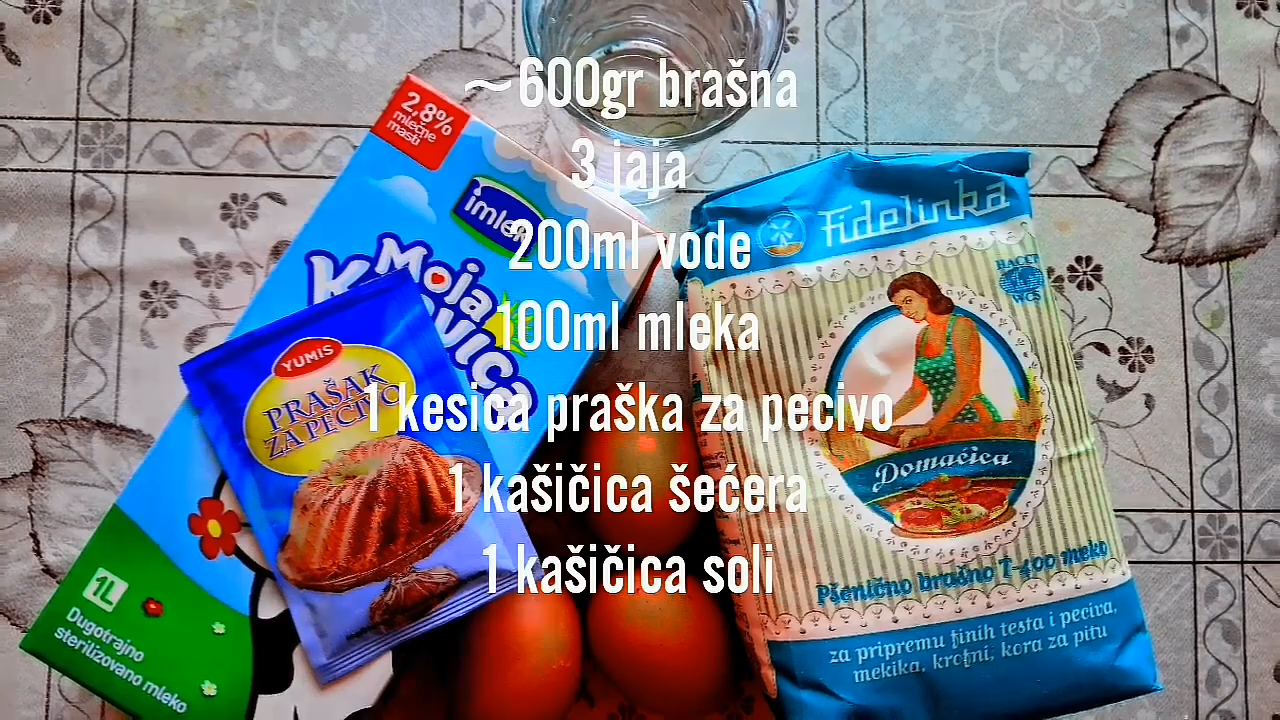 ~600gr brašna
3 jaja
200ml vode
100ml mleka
1 kesica praška za pecivo
1 kašičica šećera
1 kašičica soli
2,8%
mlečne
masti
imlek
Moja
Kravica
YUMIS
PRAŠAK
ZA PECIVO
1L
Dugotrajno
sterilizovano mleko
Fidelinka
HACCP
WCS
Domaćica
Pšenično brašno T-400 meko
za pripremu finih testa i peciva,
mekika, krofni, kora za pitu